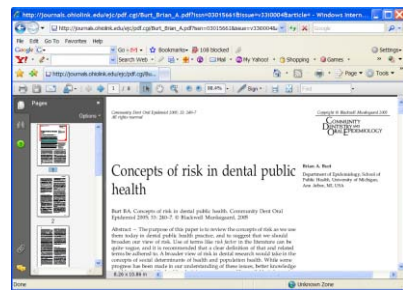 http://journals.ohiolink.edu/ejc/pdf.cgi/Burt_Brian_A.pdf?issn=03015661&issue=v33i0004&article= - Windows Intern...
File Edit Go To Favorites Help
Google
Go
Bookmarks
108 blocked
Settings
Search Web
Mail
My Yahoo!
Shopping
Games
Page
Tools
1 / 8
88.4%
Sign
Find
Pages
Options
1
2
Community Dent Oral Epidemiol 2005; 33: 240–7
All rights reserved
Copyright © Blackwell Munksgaard 2005
COMMUNITY
DENTISTRY AND
ORAL EPIDEMIOLOGY
Concepts of risk in dental public
health
Brian A. Burt
Department of Epidemiology, School of
Public Health, University of Michigan,
Ann Arbor, MI, USA
Burt BA. Concepts of risk in dental public health. Community Dent Oral
Epidemiol 2005; 33: 240–7. © Blackwell Munksgaard, 2005
Abstract – The purpose of this paper is to review the concepts of risk as we use
them today in dental public health practice, and to suggest that we should
broaden our view of risk. Use of terms like risk factor in the literature can be
quite vague, and it is recommended that a clear definition of that and related
terms be adhered to. A broader view of risk in dental research would take in the
concepts of social determinants of health and population health. While some
progress has been made in our understanding of these issues, better knowledge
Done
Unknown Zone